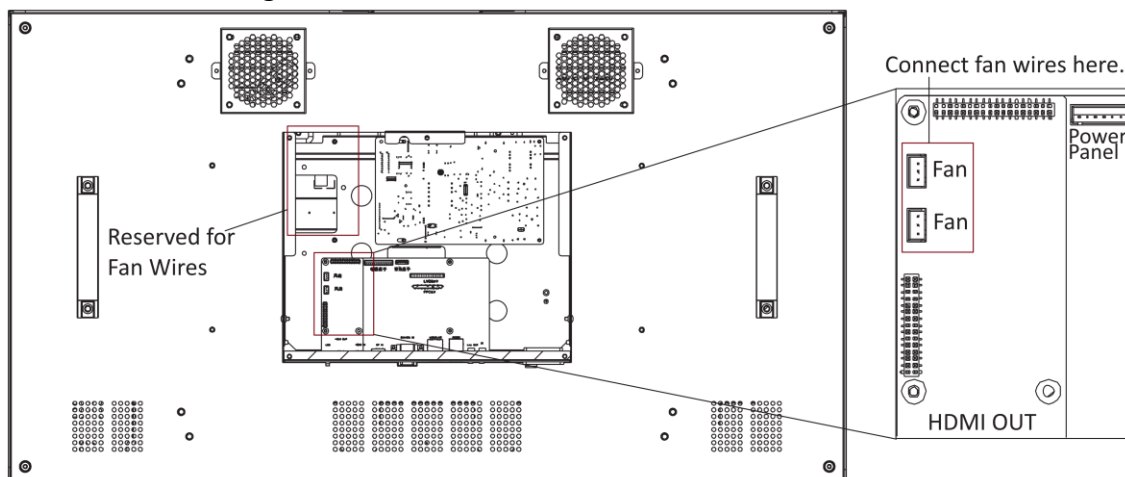 Connect fan wires here.
Power
Panel
Fan
Fan
Reserved for
Fan Wires
HDMI OUT